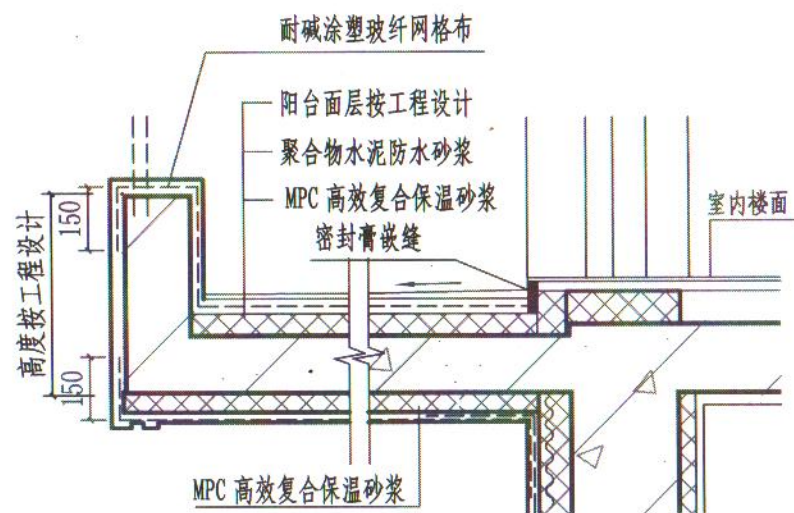 耐碱涂塑玻纤网格布
阳台面层按工程设计
聚合物水泥防水砂浆
MPC 高效复合保温砂浆
密封膏嵌缝
室内楼面
高度按工程设计
150
150
MPC 高效复合保温砂浆